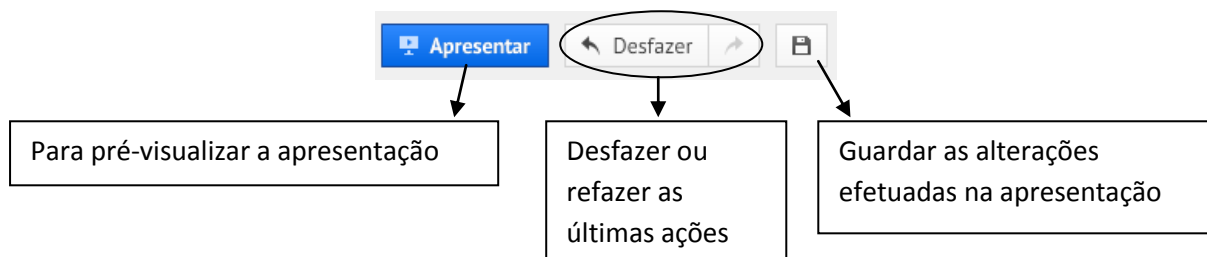 Apresentar
Desfazer
Para pré-visualizar a apresentação
Desfazer ou
refazer as
últimas ações
Guardar as alterações
efetuadas na apresentação